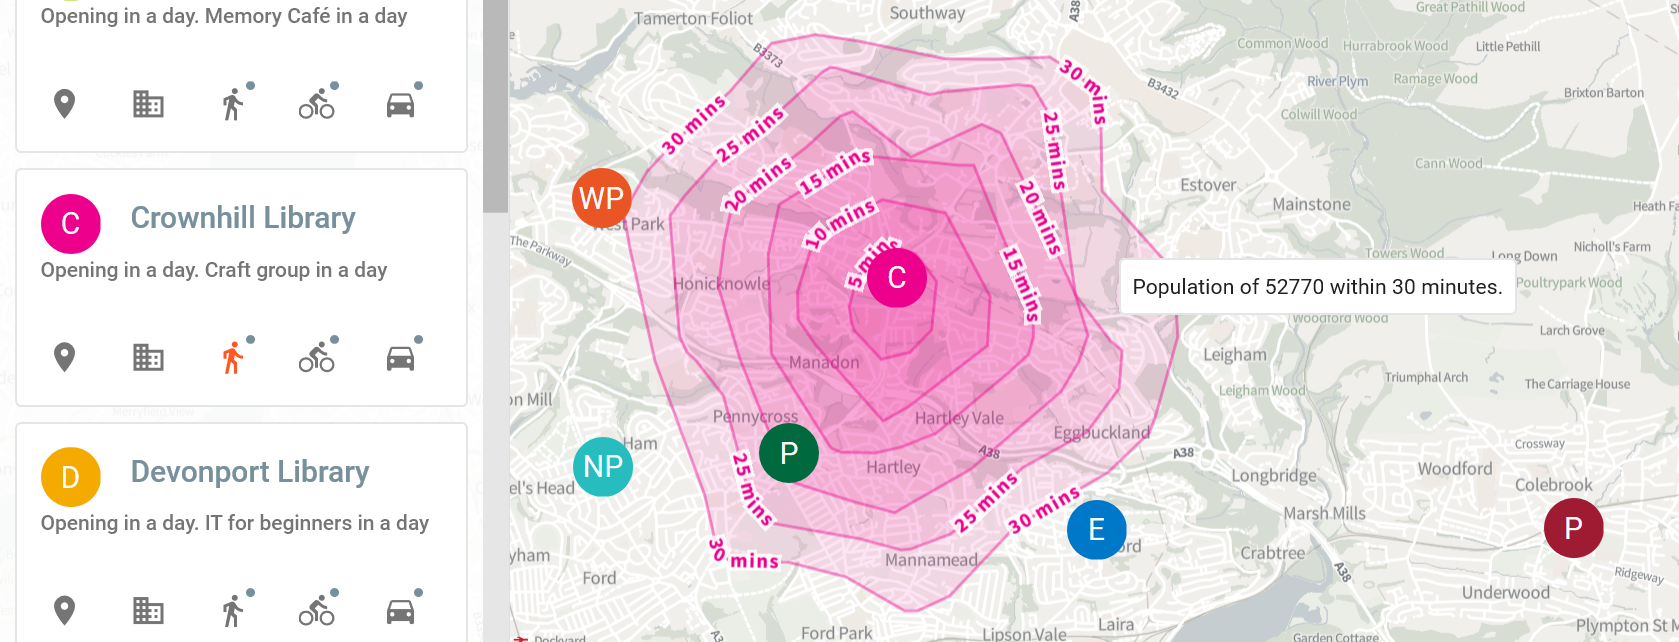 Opening in a day. Memory Café in a day
C
Crownhill Library
Opening in a day. Craft group in a day
D
Devonport Library
Opening in a day. IT for beginners in a day
Tamerton Foliot
Southway
A38
Great Pathill Wood
Common Wood
Hurrabrook Wood
Little Pethill
B3373
30 mins
B3432
River Plym
Ramage Wood
Brixton Barton
Colwill Wood
30 mins
25 mins
25 mins
Cann Wood
20 mins
15 mins
WP
West Park
Estover
Mainstone
Heath Fa
20 mins
10 mins
The Parkway
5 mins
C
Nicholl's Farm
Towers Wood
Long Down
Honicknowle
15 mins
Population of 52770 within 30 minutes.
Poultrypark Wood
Woodford Wood
Larch Grove
Manadon
Leigham
Triumphal Arch
The Carriage House
Leigham Wood
on Mill
Pennycross
Hartley Vale
Eggbuckland
Ham
P
A38
A38
Crossway
NP
Hartley
Longbridge
Woodford
Colebrook
el's Head
25 mins
25 mins
30 mins
Marsh Mills
E
ord
P
yham
30 mins
Mannamead
Crabtree
A38
Ford
Ridgeway
Underwood
Ford Park
Lipson Vale
Laira
Plympton St M
Garden Cottage
Dockyard